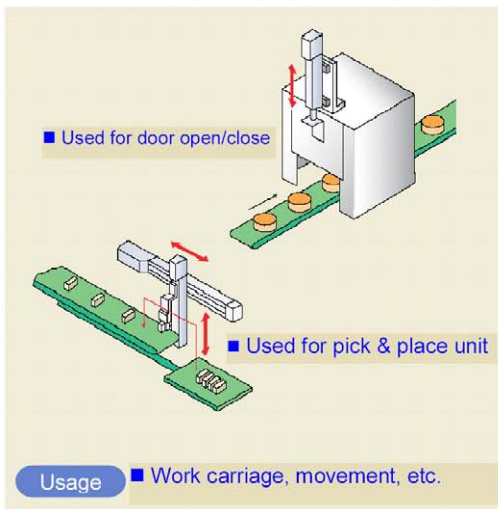 ■ Used for door open/close
■ Used for pick & place unit
Usage ■ Work carriage, movement, etc.